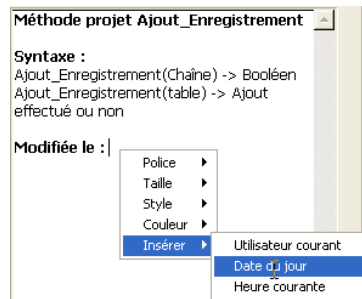 Méthode projet Ajout_Enregistrement
Syntaxe :
Ajout_Enregistrement(Chaîne) -> Booléen
Ajout_Enregistrement(table) -> Ajout
effectué ou non
Modifiée le :
Police
Taille
Style
Couleur
Insérer
Utilisateur courant
Date du jour
Heure courante